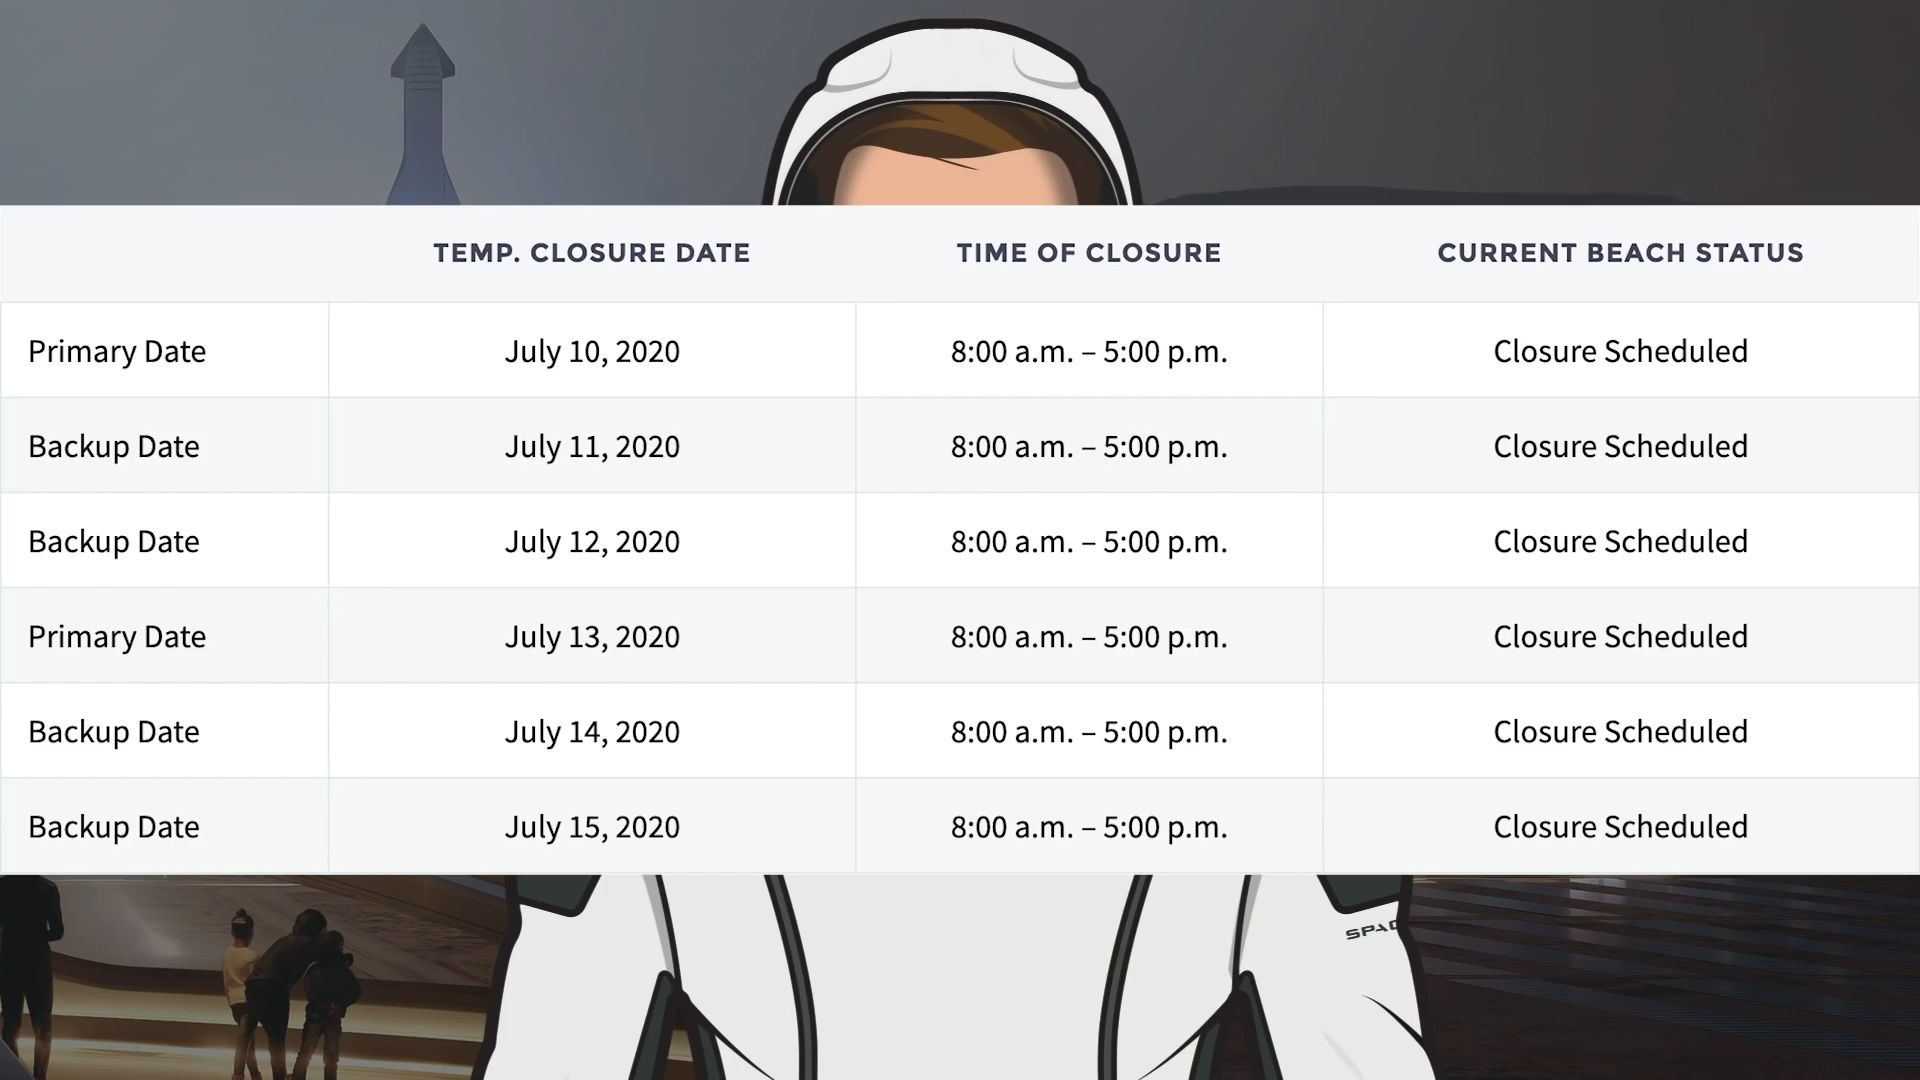 TEMP. CLOSURE DATE TIME OF CLOSURE CURRENT BEACH STATUS
Primary Date July 10, 2020 8:00 a.m. – 5:00 p.m. Closure Scheduled
Backup Date July 11, 2020 8:00 a.m. – 5:00 p.m. Closure Scheduled
Backup Date July 12, 2020 8:00 a.m. – 5:00 p.m. Closure Scheduled
Primary Date July 13, 2020 8:00 a.m. – 5:00 p.m. Closure Scheduled
Backup Date July 14, 2020 8:00 a.m. – 5:00 p.m. Closure Scheduled
Backup Date July 15, 2020 8:00 a.m. – 5:00 p.m. Closure Scheduled